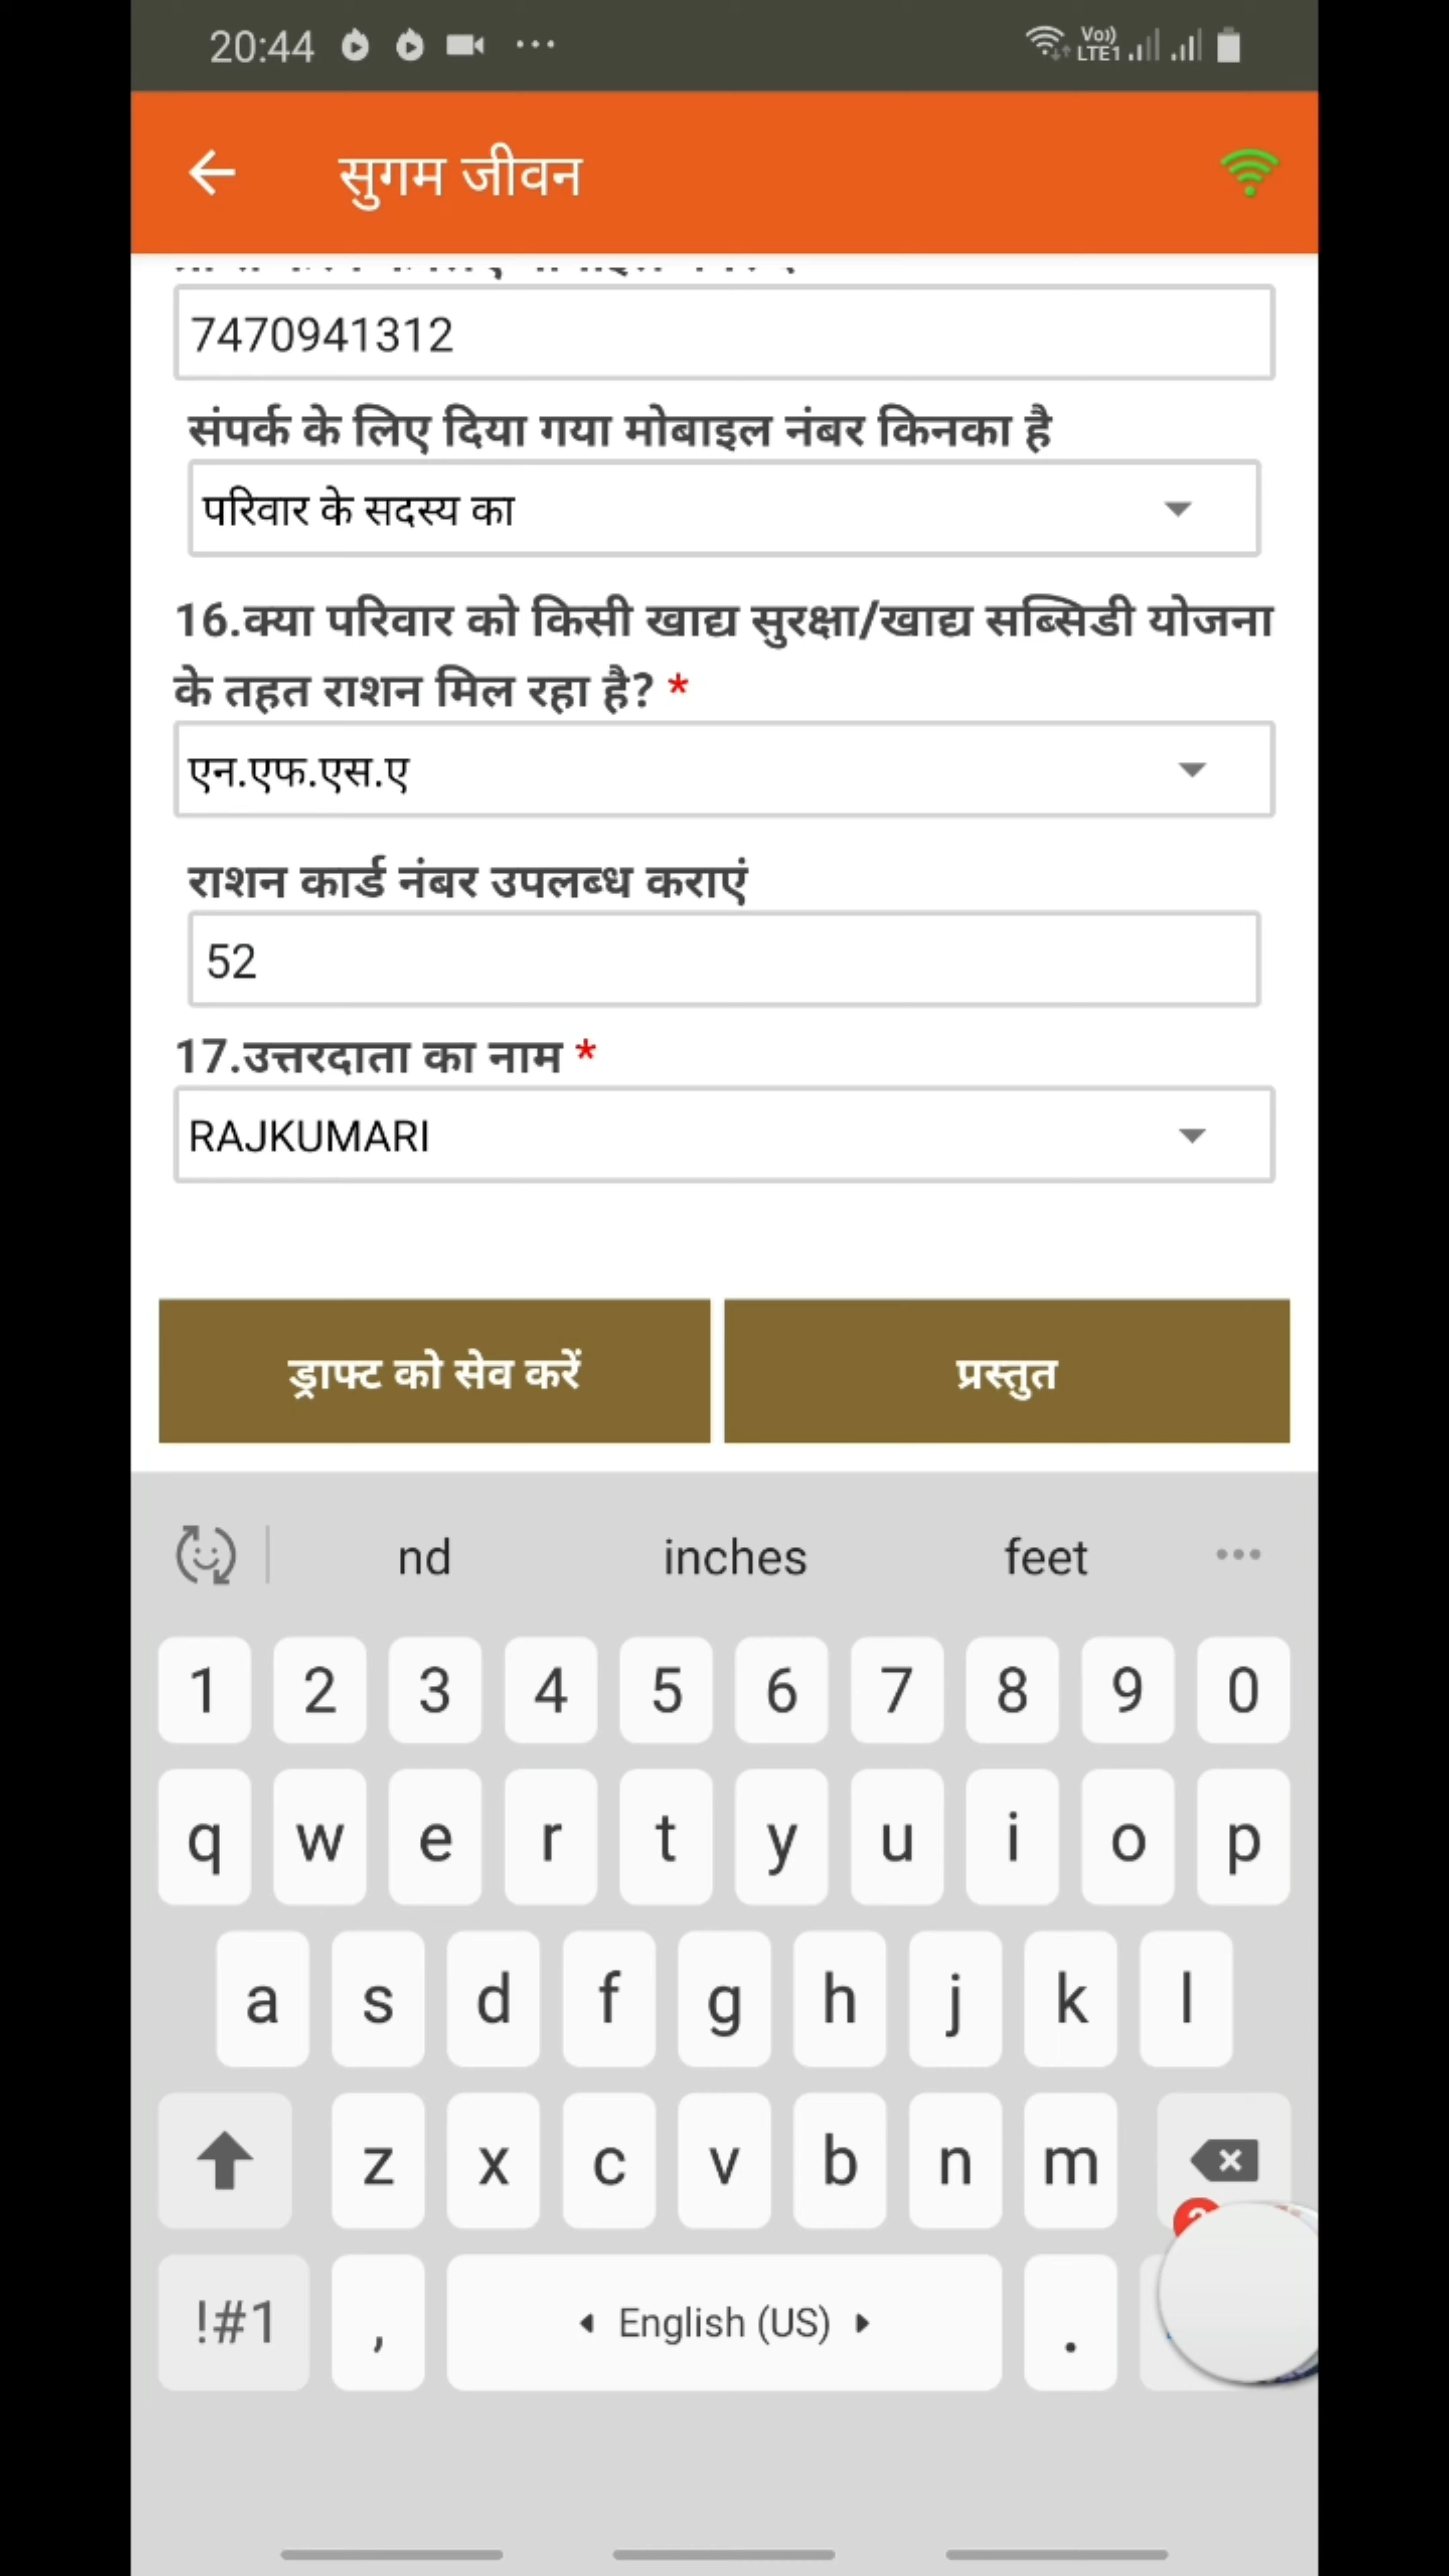 20:44
Vo))
LTE1
सुगम जीवन
7470941312
संपर्क के लिए दिया गया मोबाइल नंबर किनका है
परिवार के सदस्य का
16.क्या परिवार को किसी खाद्य सुरक्षा/खाद्य सब्सिडी योजना
के तहत राशन मिल रहा है? *
एन.एफ.एस.ए
राशन कार्ड नंबर उपलब्ध कराएं
52
17.उत्तरदाता का नाम *
RAJKUMARI
ड्राफ्ट को सेव करें
प्रस्तुत
nd inches feet
1 2 3 4 5 6 7 8 9 0
q w e r t y u i o p
a s d f g h j k l
z x c v b n m
!#1 , English (US) .